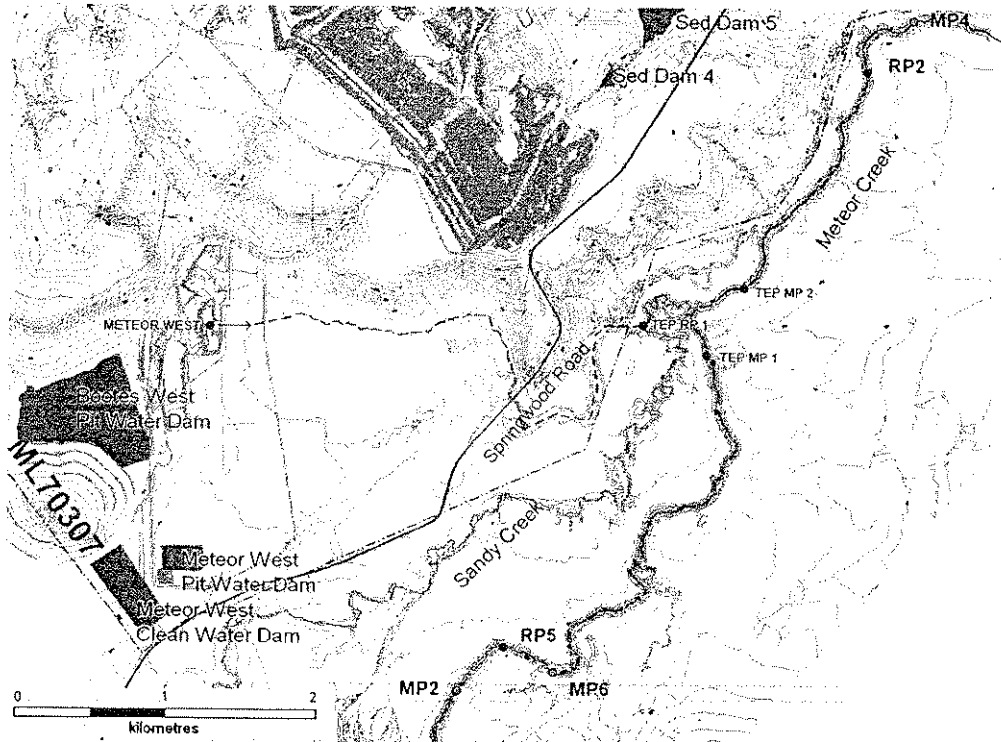 Sed Dam 5
MP4
Sed Dam 4
RP2
Meteor Creek
TEP MP 2
METEOR WEST
TEP RP 1
TEP MP 1
Springwood Road
Bootes West
Pit Water Dam
ML70307
Sandy Creek
Meteor West
Pit Water Dam
Meteor West
Clean Water Dam
RP5
MP2
MP6
0 1 2
kilometres